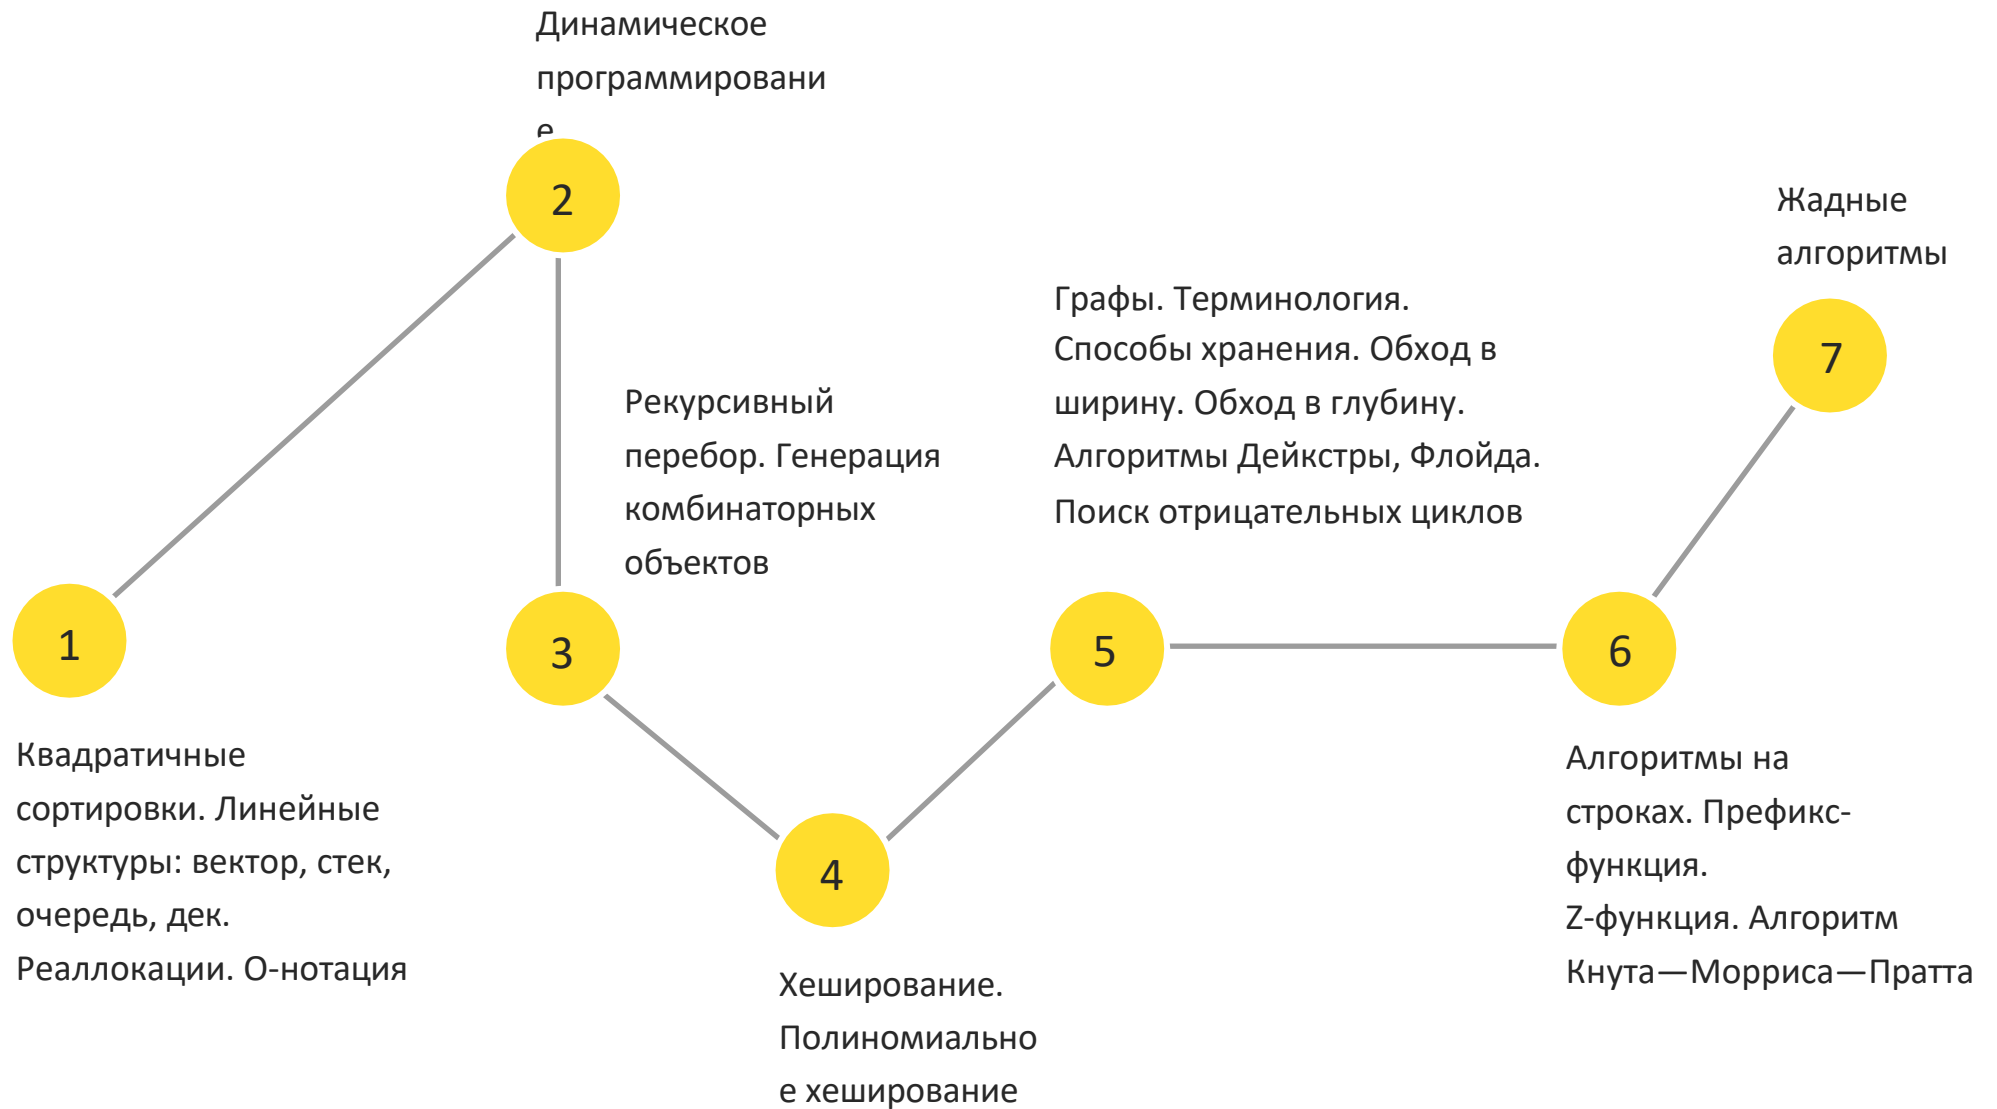 Динамическое
программировани
е
2
Жадные
алгоритмы
7
Графы. Терминология.
Способы хранения. Обход в
ширину. Обход в глубину.
Алгоритмы Дейкстры, Флойда.
Поиск отрицательных циклов
Рекурсивный
перебор. Генерация
комбинаторных
объектов
1
3
5
6
Квадратичные
сортировки. Линейные
структуры: вектор, стек,
очередь, дек.
Реаллокации. О-нотация
4
Хеширование.
Полиномиально
е хеширование
Алгоритмы на
строках. Префикс-
функция.
Z-функция. Алгоритм
Кнута—Морриса—Пратта